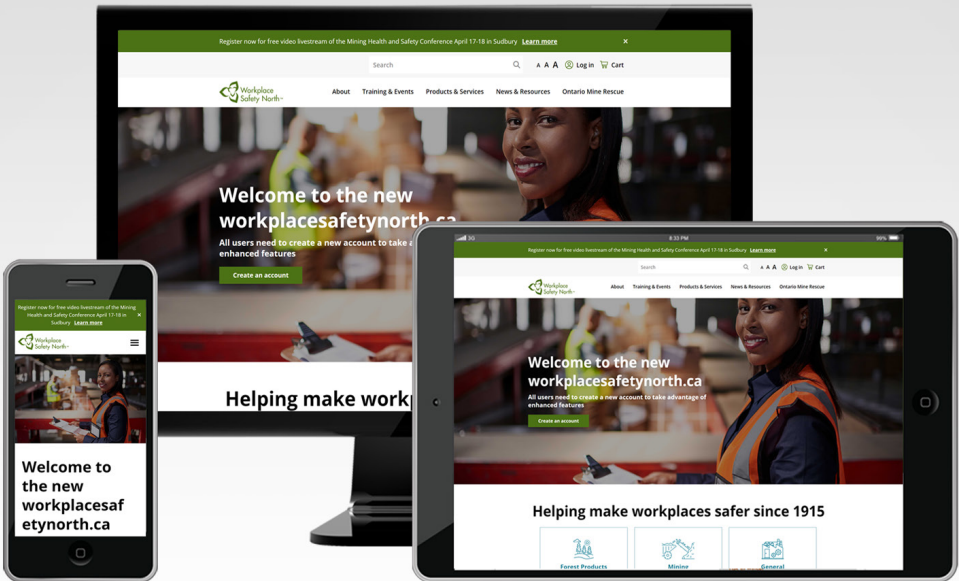 Register now for free video livestream of the Mining Health and Safety Conference April 17-18 in Sudbury Learn more ×
Search A A A Log in Cart
Workplace
Safety North™
About Training & Events Products & Services News & Resources Ontario Mine Rescue
Welcome to the new
workplacesafetynorth.ca
All users need to create a new account to take a
enhanced features
Create an account
Helping make work
Register now for free video livestream of the Mining
Health and Safety Conference April 17-18 in
Sudbury Learn more ×
Workplace
Safety North™
Welcome to
the new
workplacesaf
etynorth.ca
3G 8:33 PM 99%
Register now for free video livestream of the Mining Health and Safety Conference April 17-18 in Sudbury Learn more ×
Search A A A Log in Cart
Workplace
Safety North™
About Training & Events Products & Services News & Resources Ontario Mine Rescue
Welcome to the new
workplacesafetynorth.ca
All users need to create a new account to take advantage of
enhanced features
Create an account
Helping make workplaces safer since 1915
Forest Products Mining General